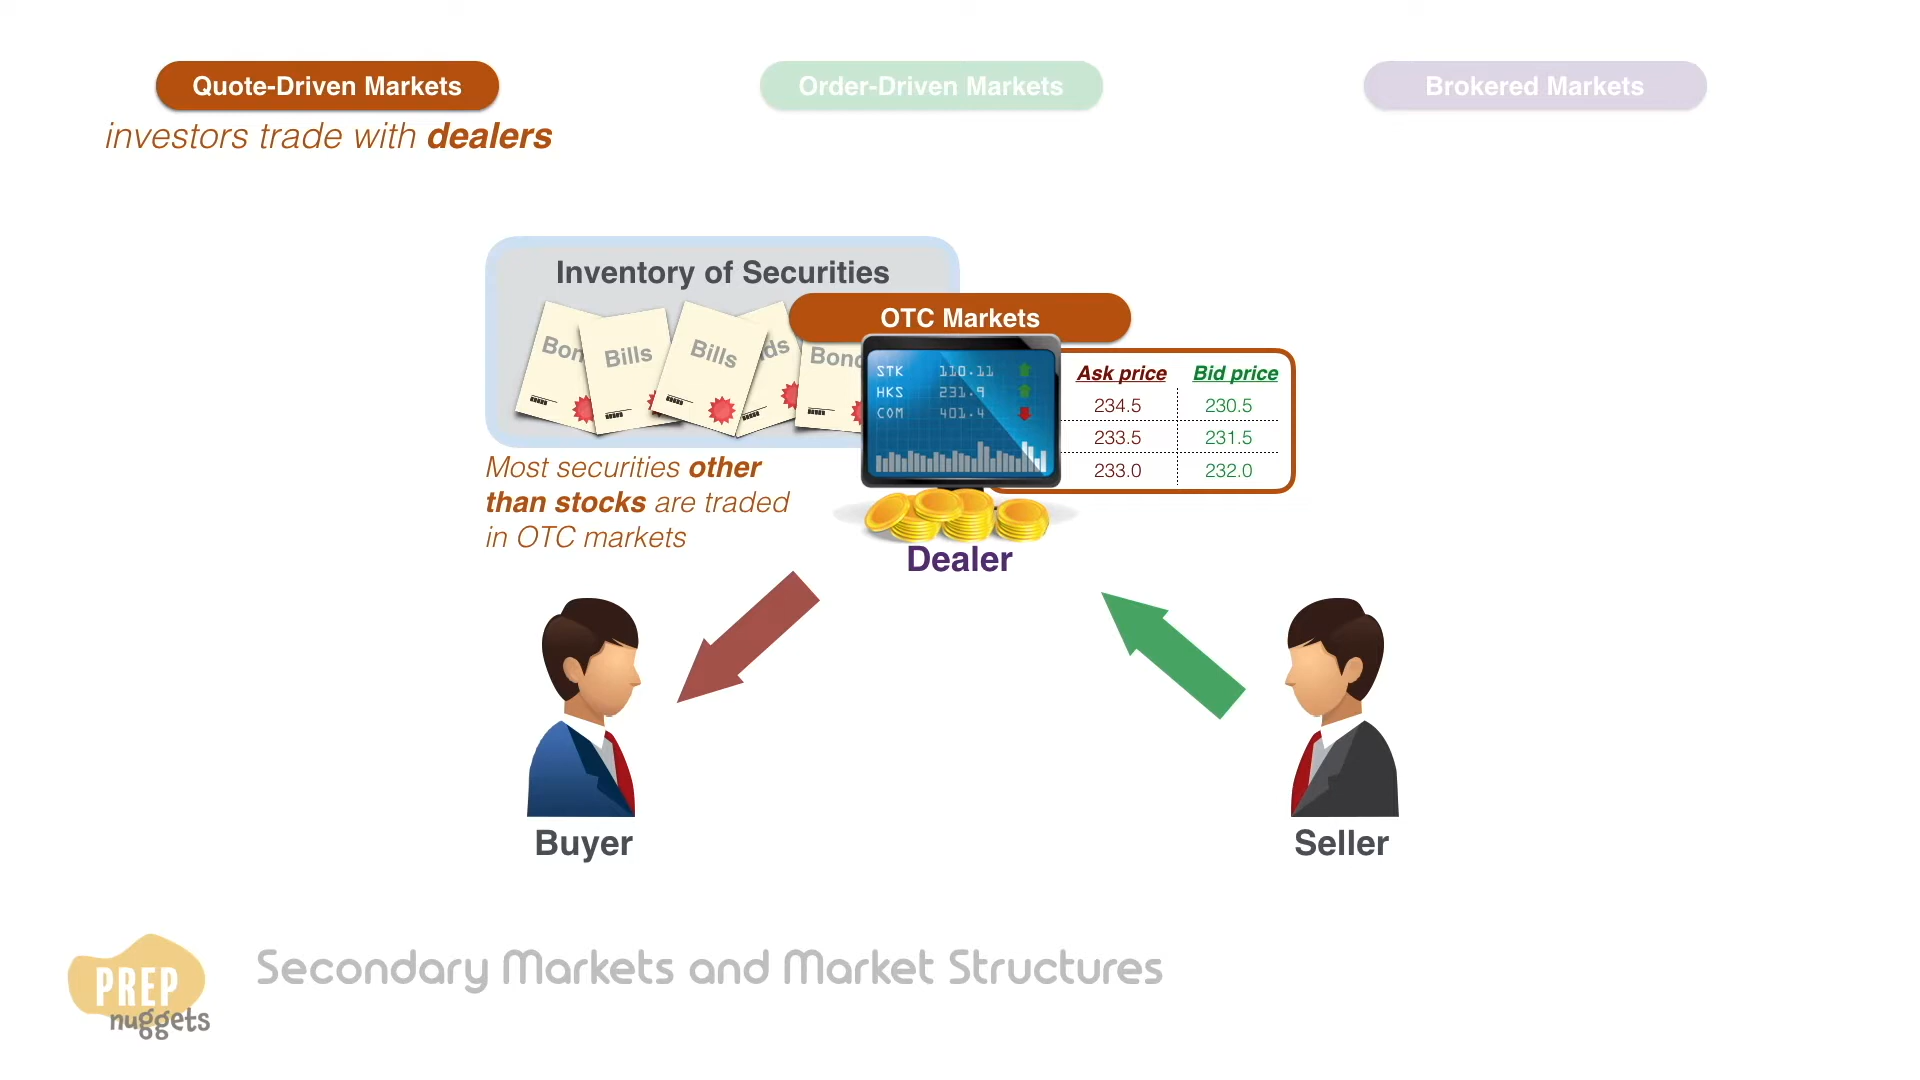 Quote-Driven Markets
Order-Driven Markets
Brokered Markets
investors trade with dealers
Inventory of Securities
OTC Markets
Bills
Bills
STK 110.11
HKS 231.9
COM 401.4
Ask price Bid price
234.5 230.5
233.5 231.5
233.0 232.0
Most securities other
than stocks are traded
in OTC markets
Dealer
Buyer
Seller
PREP
nuggets
Secondary Markets and Market Structures